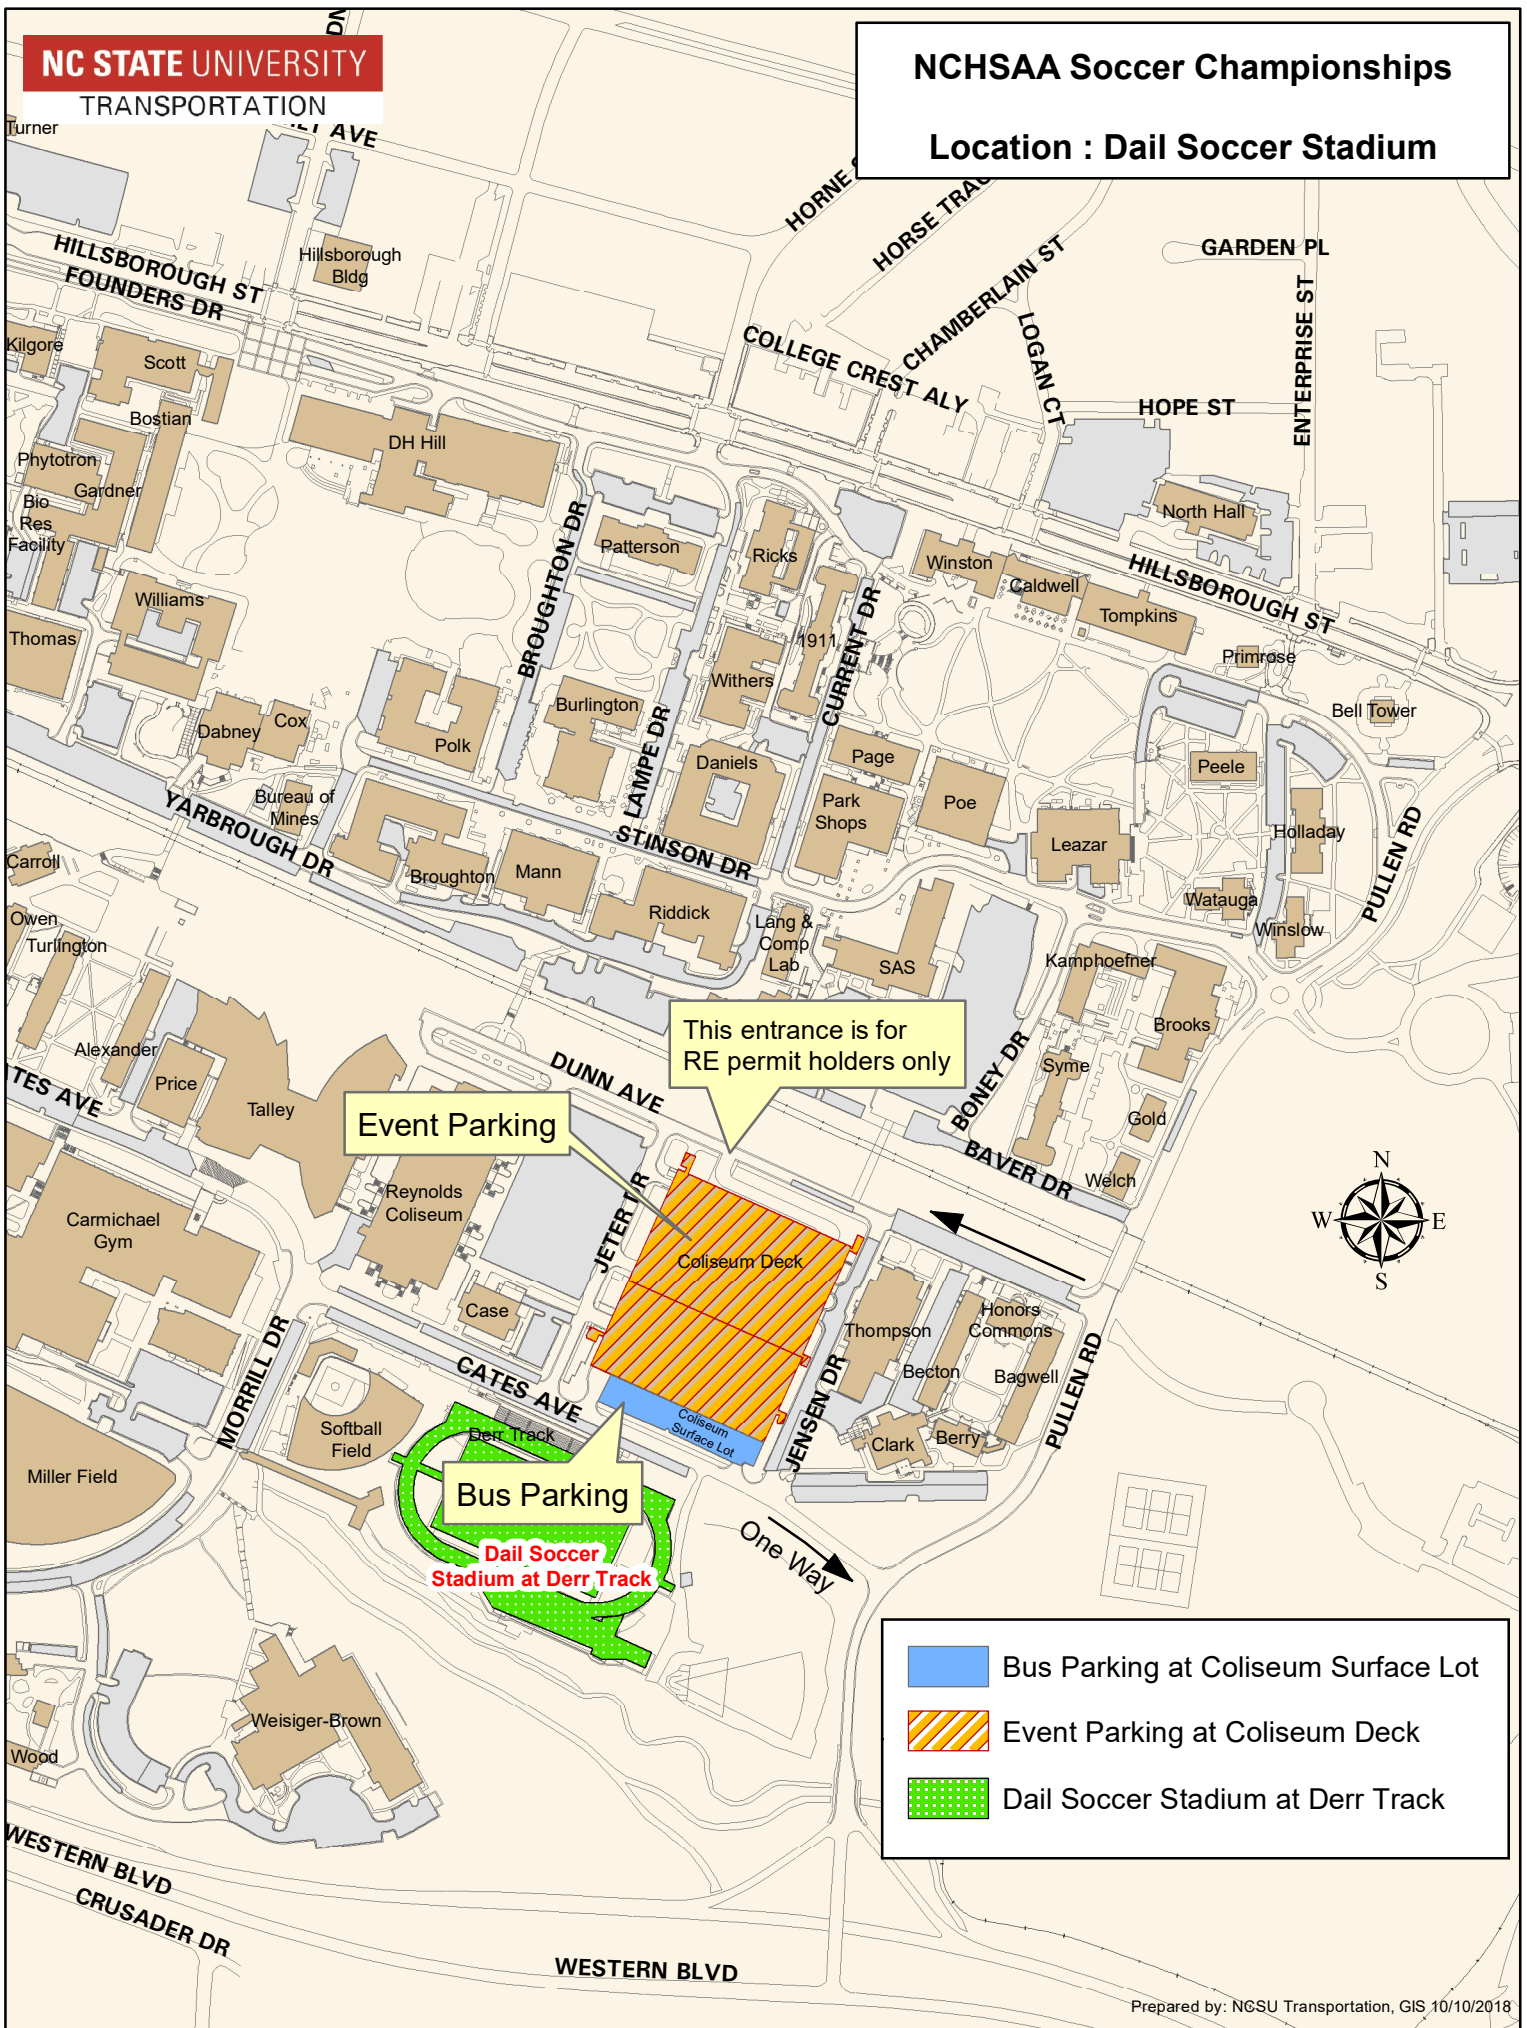 NC STATE UNIVERSITY
TRANSPORTATION
NCHSAA Soccer Championships
Location : Dail Soccer Stadium
Turner
AVE
HORNE
HORSE
HILLSBOROUGH ST
FOUNDERS DR
Hillsborough
Bldg
CHAMBERLAIN ST
GARDEN PL
ENTERPRISE ST
LOGAN CT
COLLEGE CREST ALY
HOPE ST
Kilgore
Scott
Bostian
DH Hill
Phytotron
Gardner
Bio
Res
Facility
BROUGHTON DR
Patterson
Ricks
Winston
Caldwell
Tompkins
North Hall
HILLSBOROUGH ST
Williams
Thomas
1911
CURRENT DR
Primrose
Withers
Burlington
LAMPE DR
Bell Tower
Dabney
Cox
Polk
Daniels
Page
Peele
Bureau of
Mines
YARBROUGH DR
Park
Shops
Poe
Holladay
PULLEN RD
STINSON DR
Leazar
Carroll
Broughton
Mann
Watauga
Riddick
Owen
Turlington
Lang &
Comp
Lab
Winslow
SAS
Kamphoefner
Brooks
This entrance is for
RE permit holders only
Alexander
DUNN AVE
BONEY DR
Syme
Price
Talley
Event Parking
Gold
BAVER DR
Welch
Reynolds
Coliseum
JETER DR
Carmichael
Gym
N
W
E
S
Coliseum Deck
Case
Thompson
Honors
Commons
Becton
Bagwell
PULLEN RD
MORRILL DR
CATES AVE
JENSEN DR
Coliseum
Surface Lot
Softball
Field
Derr Track
Clark
Berry
Miller Field
Bus Parking
One Way
Dail Soccer
Stadium at Derr Track
Bus Parking at Coliseum Surface Lot
Event Parking at Coliseum Deck
Dail Soccer Stadium at Derr Track
Weisiger-Brown
Wood
WESTERN BLVD
CRUSADER DR
WESTERN BLVD
Prepared by: NCSU Transportation, GIS 10/10/2018